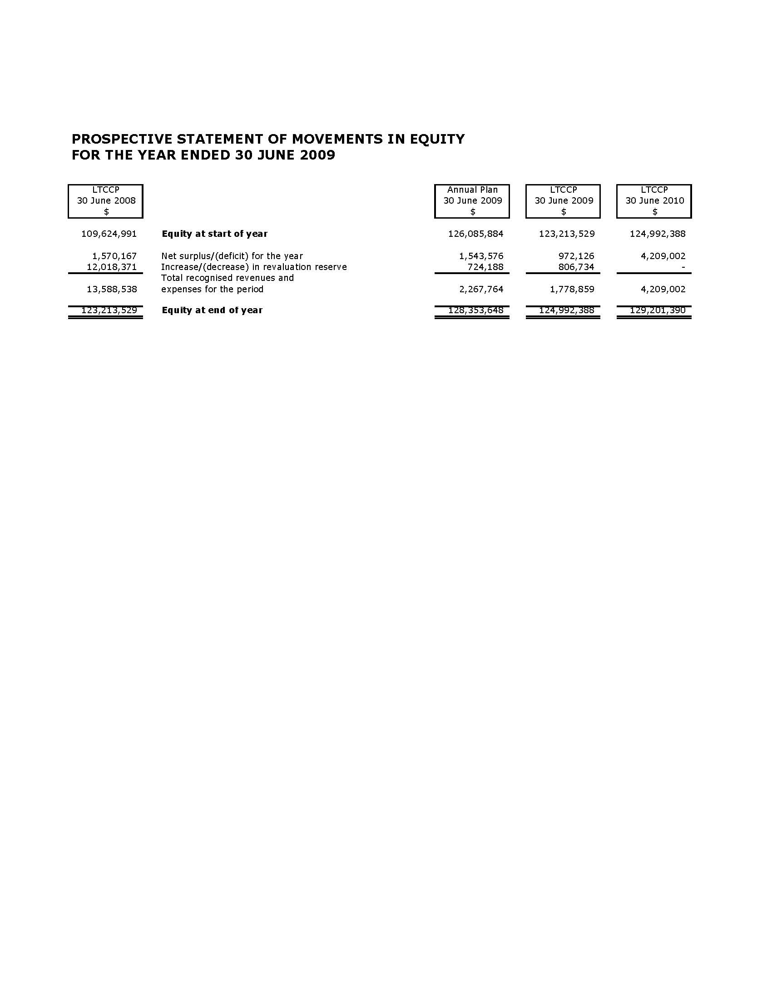 PROSPECTIVE STATEMENT OF MOVEMENTS IN EQUITY
FOR THE YEAR ENDED 30 JUNE 2009
LTCCP Annual Plan LTCCP LTCCP
30 June 2008 30 June 2009 30 June 2009 30 June 2010
$ $ $ $
109,624,991 Equity at start of year 126,085,884 123,213,529 124,992,388
1,570,167 Net surplus/(deficit) for the year 1,543,576 972,126 4,209,002
12,018,371 Increase/(decrease) in revaluation reserve 724,188 806,734 -
Total recognised revenues and
13,588,538 expenses for the period 2,267,764 1,778,859 4,209,002
123,213,529 Equity at end of year 128,353,648 124,992,388 129,201,390